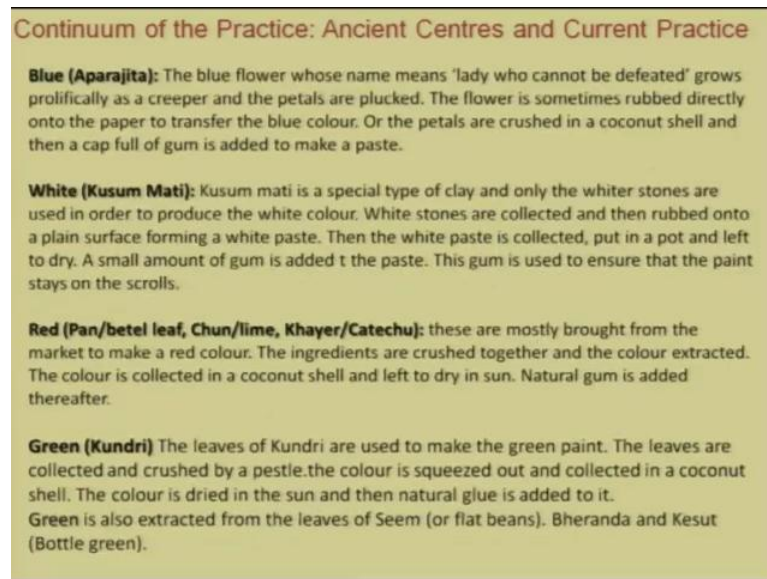 Continuum of the Practice: Ancient Centres and Current Practice
Blue (Aparajita): The blue flower whose name means 'lady who cannot be defeated' grows
prolifically as a creeper and the petals are plucked. The flower is sometimes rubbed directly
onto the paper to transfer the blue colour. Or the petals are crushed in a coconut shell and
then a cap full of gum is added to make a paste.
White (Kusum Mati): Kusum mati is a special type of clay and only the whiter stones are
used in order to produce the white colour. White stones are collected and then rubbed onto
a plain surface forming a white paste. Then the white paste is collected, put in a pot and left
to dry. A small amount of gum is added t the paste. This gum is used to ensure that the paint
stays on the scrolls.
Red (Pan/betel leaf, Chun/lime, Khayer/Catechu): these are mostly brought from the
market to make a red colour. The ingredients are crushed together and the colour extracted.
The colour is collected in a coconut shell and left to dry in sun. Natural gum is added
thereafter.
Green (Kundri) The leaves of Kundri are used to make the green paint. The leaves are
collected and crushed by a pestle.the colour is squeezed out and collected in a coconut
shell. The colour is dried in the sun and then natural glue is added to it.
Green is also extracted from the leaves of Seem (or flat beans). Bheranda and Kesut
(Bottle green).